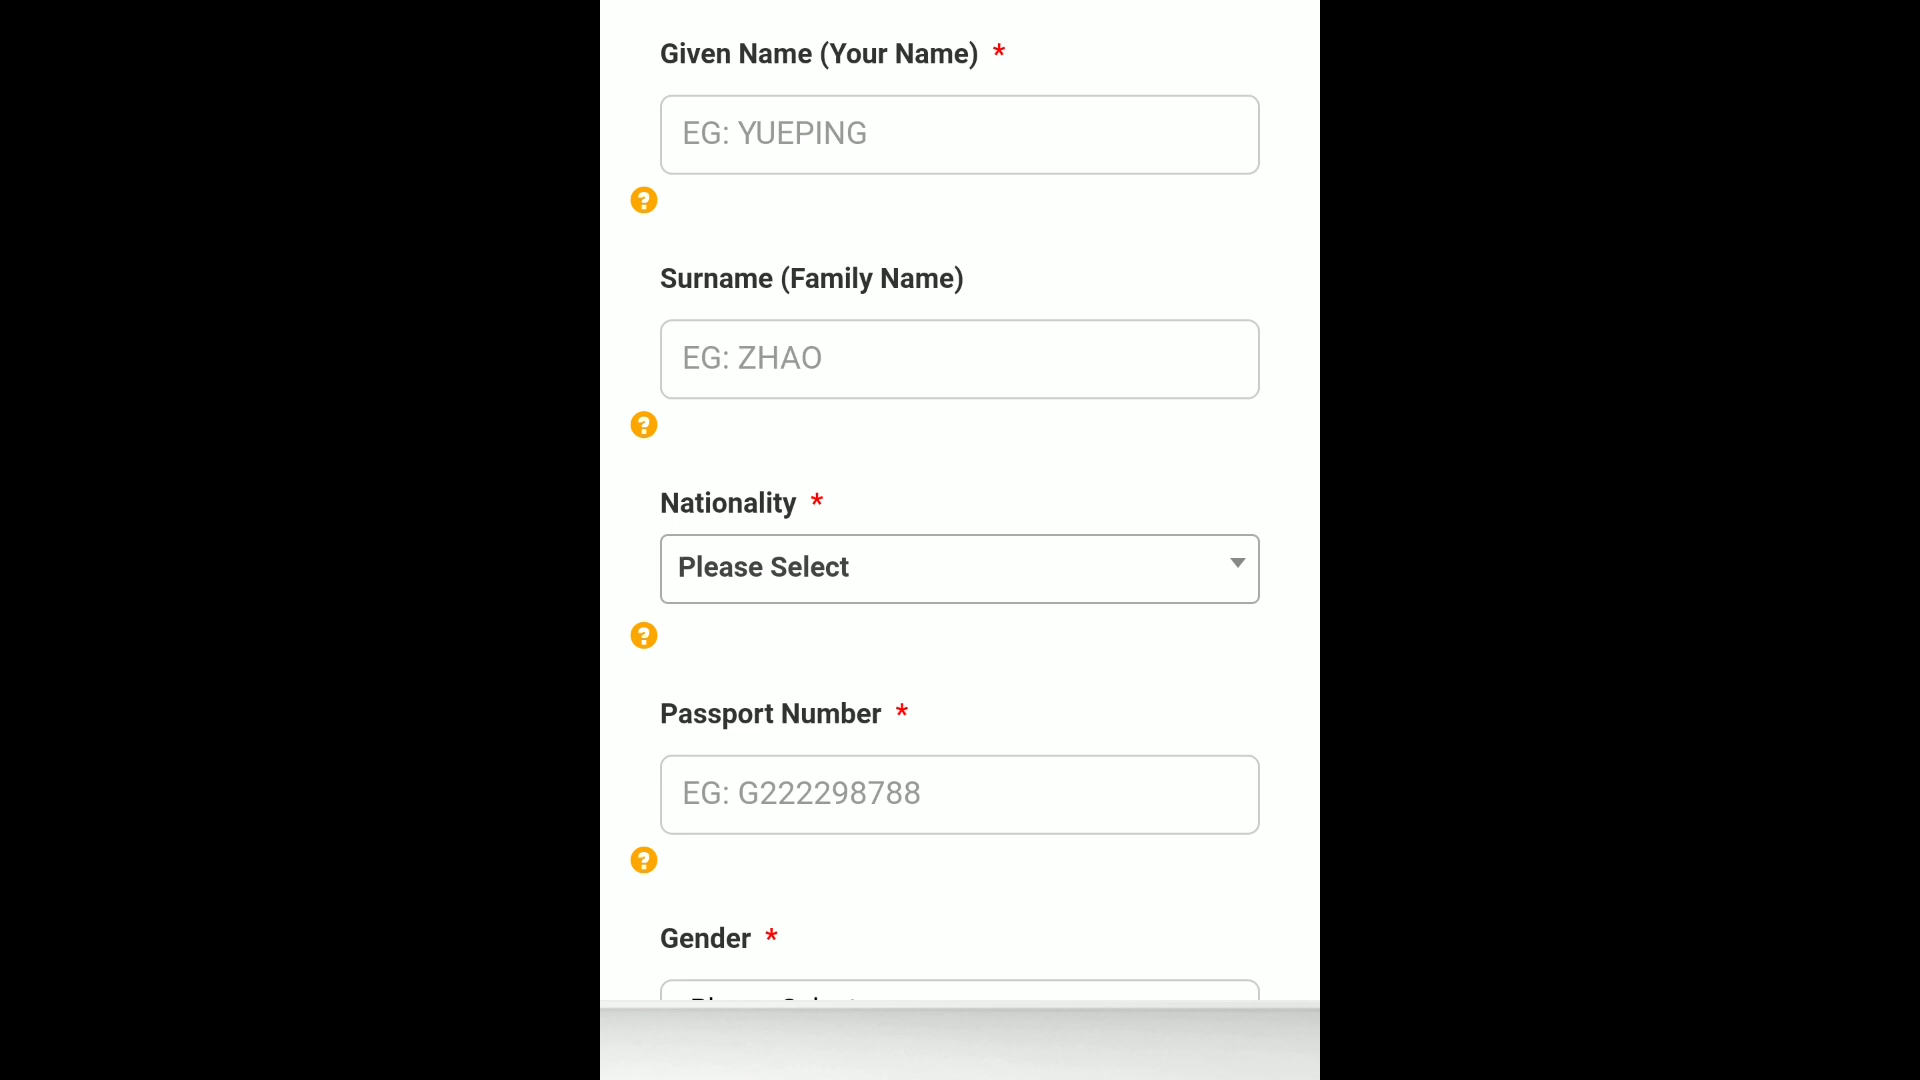 Given Name (Your Name) *
EG: YUEPING
?
Surname (Family Name)
EG: ZHAO
?
Nationality *
Please Select
?
Passport Number *
EG: G222298788
?
Gender *